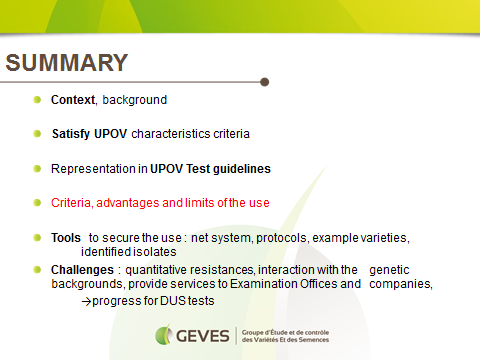 SUMMARY
Context, background
Satisfy UPOV characteristics criteria
Representation in UPOV Test guidelines
Criteria, advantages and limits of the use
Tools to secure the use : net system, protocols, example varieties,
identified isolates
Challenges : quantitative resistances, interaction with the genetic
backgrounds, provide services to Examination Offices and companies,
→progress for DUS tests
GEVES
Groupe d'Étude et de contrôle
des Variétés Et des Semences